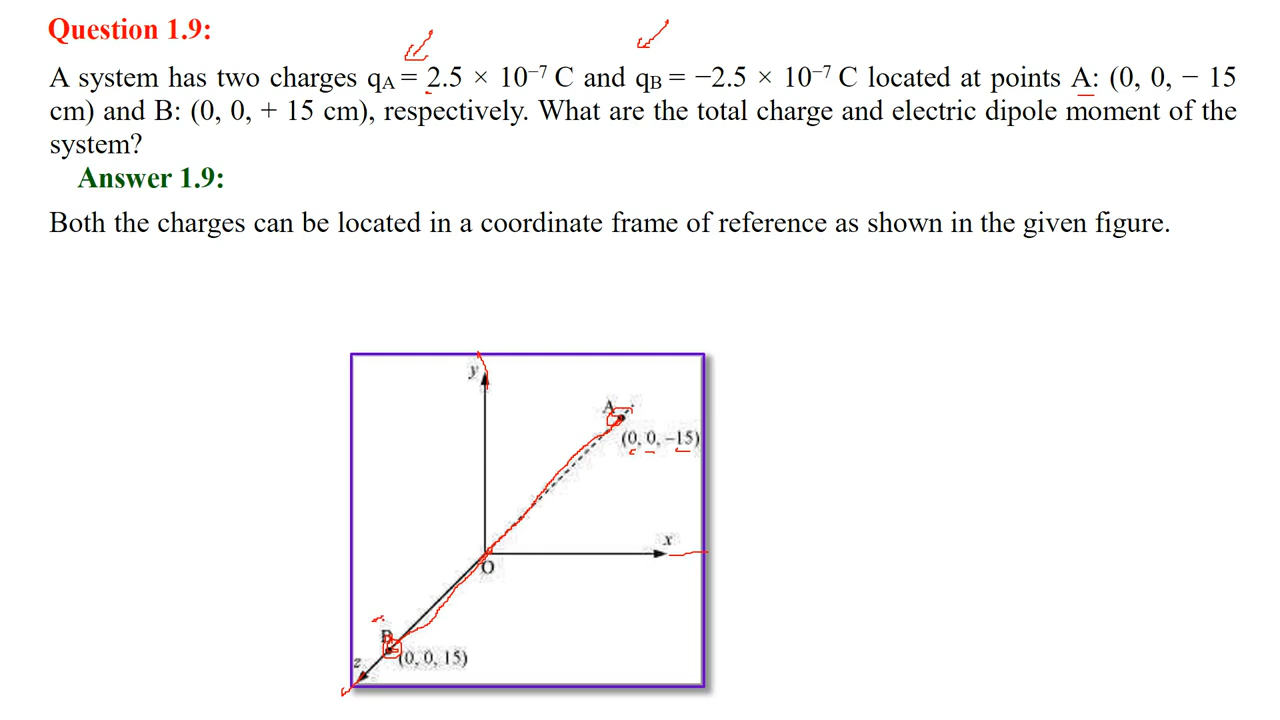 Question 1.9:
A system has two charges qA = 2.5 × 10−7 C and qB = −2.5 × 10−7 C located at points A: (0, 0, − 15
cm) and B: (0, 0, + 15 cm), respectively. What are the total charge and electric dipole moment of the
system?
Answer 1.9:
Both the charges can be located in a coordinate frame of reference as shown in the given figure.
y
A
(0, 0, −15)
x
O
B
(0, 0, 15)
z